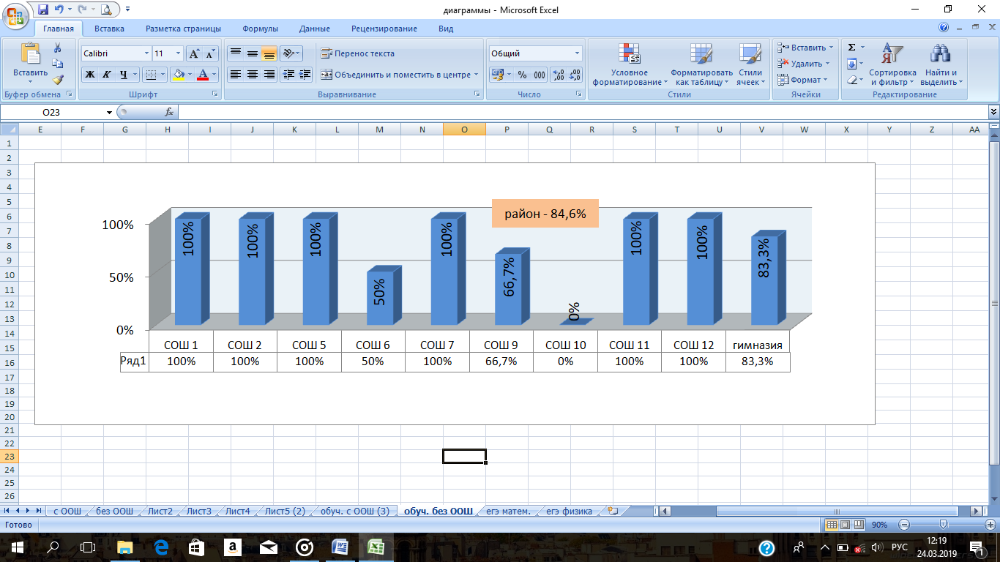 диаграммы - Microsoft Excel
Главная Вставка Разметка страницы Формулы Данные Рецензирование Вид
Вставить
Буфер обмена
Calibri 11
Ж К Ч
Шрифт
Перенос текста
Объединить и поместить в центре
Выравнивание
Общий
% 000
Число
Условное форматирование
Форматировать как таблицу
Стили ячеек
Стили
Вставить
Удалить
Формат
Ячейки
Сортировка и фильтр
Найти и выделить
Редактирование
O23 fx
E F G H I J K L M N O P Q R S T U V W X Y Z AA
1
2
3
4
5
6
7
8
9
10
11
12
13
14
15
16
17
18
19
20
21
22
23
24
25
26
район - 84,6%
100%
50%
0%
100% 100% 100% 50% 100% 66,7% 0% 100% 100% 83,3%
СОШ 1 СОШ 2 СОШ 5 СОШ 6 СОШ 7 СОШ 9 СОШ 10 СОШ 11 СОШ 12 гимназия
Ряд1 100% 100% 100% 50% 100% 66,7% 0% 100% 100% 83,3%
с ООШ без ООШ Лист2 Лист3 Лист4 Лист5 (2) обуч. с ООШ (3) обуч. без ООШ егэ матем. егэ физика
Готово 90%
РУС
12:19
24.03.2019
1